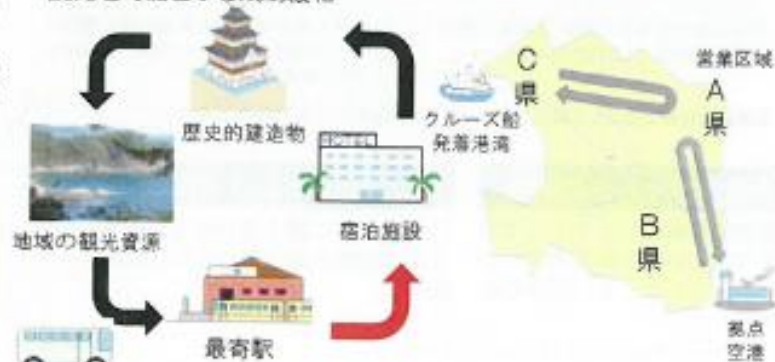 歴史的建造物
HOTEL
クルーズ船
発着港湾
C
県
営業区域
A
県
地域の観光資源
宿泊施設
B
県
最寄駅
拠点
空港